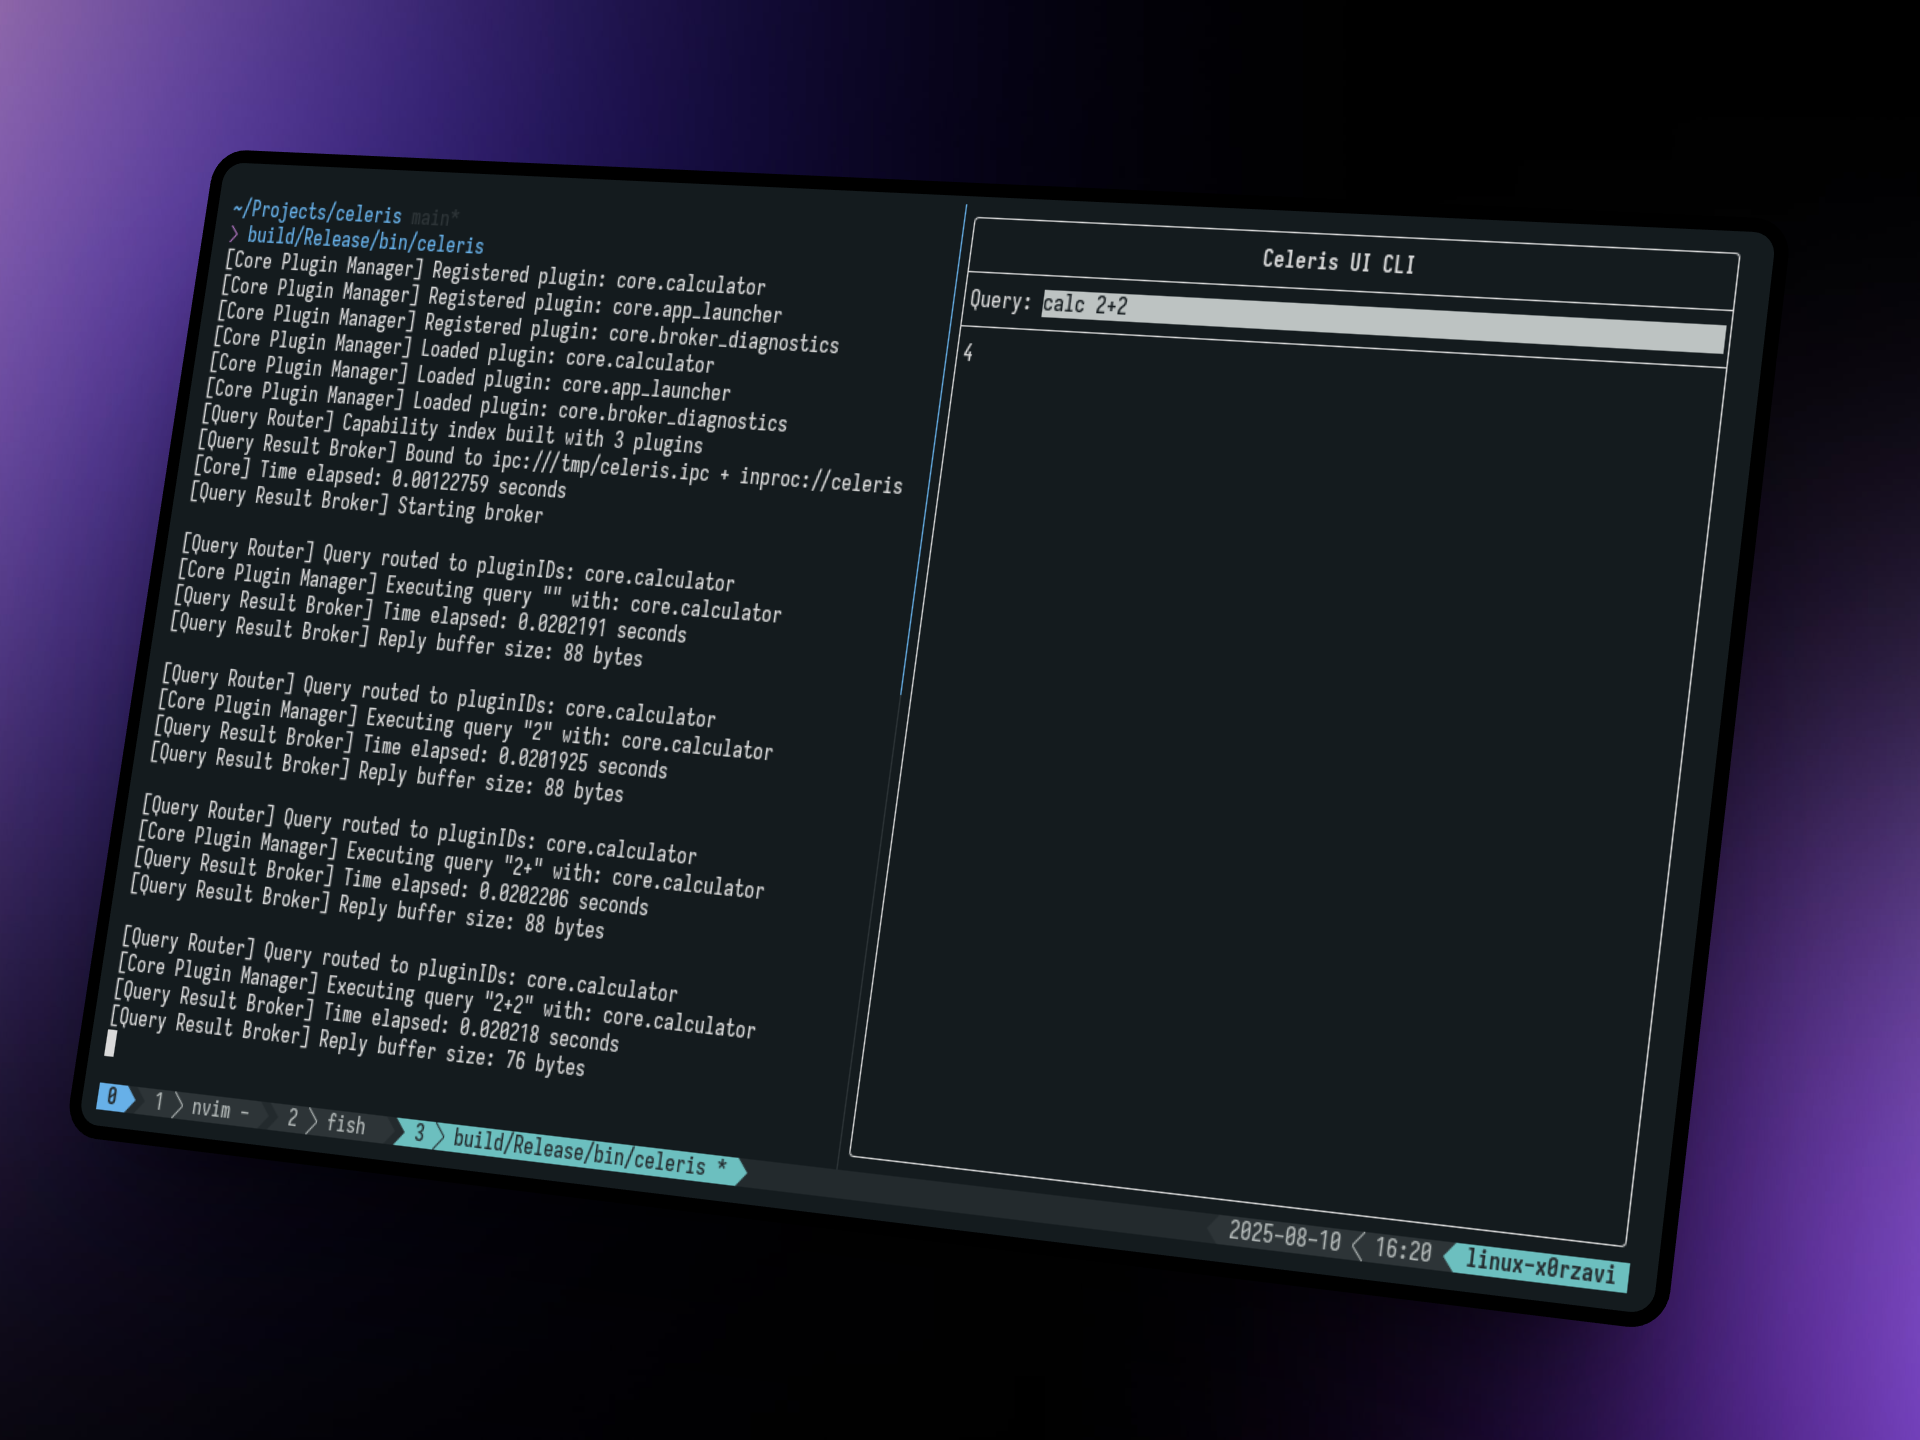 ~/Projects/celeris main*
❯ build/Release/bin/celeris
[Core Plugin Manager] Registered plugin: core.calculator
[Core Plugin Manager] Registered plugin: core.app_launcher
[Core Plugin Manager] Registered plugin: core.broker_diagnostics
[Core Plugin Manager] Loaded plugin: core.calculator
[Core Plugin Manager] Loaded plugin: core.app_launcher
[Core Plugin Manager] Loaded plugin: core.broker_diagnostics
[Query Router] Capability index built with 3 plugins
[Query Result Broker] Bound to ipc:///tmp/celeris.ipc + inproc://celeris
[Core] Time elapsed: 0.00122759 seconds
[Query Result Broker] Starting broker
[Query Router] Query routed to pluginIDs: core.calculator
[Core Plugin Manager] Executing query "" with: core.calculator
[Query Result Broker] Time elapsed: 0.0202191 seconds
[Query Result Broker] Reply buffer size: 88 bytes
[Query Router] Query routed to pluginIDs: core.calculator
[Core Plugin Manager] Executing query "2" with: core.calculator
[Query Result Broker] Time elapsed: 0.0201925 seconds
[Query Result Broker] Reply buffer size: 88 bytes
[Query Router] Query routed to pluginIDs: core.calculator
[Core Plugin Manager] Executing query "2+" with: core.calculator
[Query Result Broker] Time elapsed: 0.0202206 seconds
[Query Result Broker] Reply buffer size: 88 bytes
[Query Router] Query routed to pluginIDs: core.calculator
[Core Plugin Manager] Executing query "2+2" with: core.calculator
[Query Result Broker] Time elapsed: 0.020218 seconds
[Query Result Broker] Reply buffer size: 76 bytes
Celeris UI CLI
Query: calc 2+2
4
0 1 nvim - 2 fish 3 build/Release/bin/celeris * 2025-08-10 16:20 linux-x0rzavi